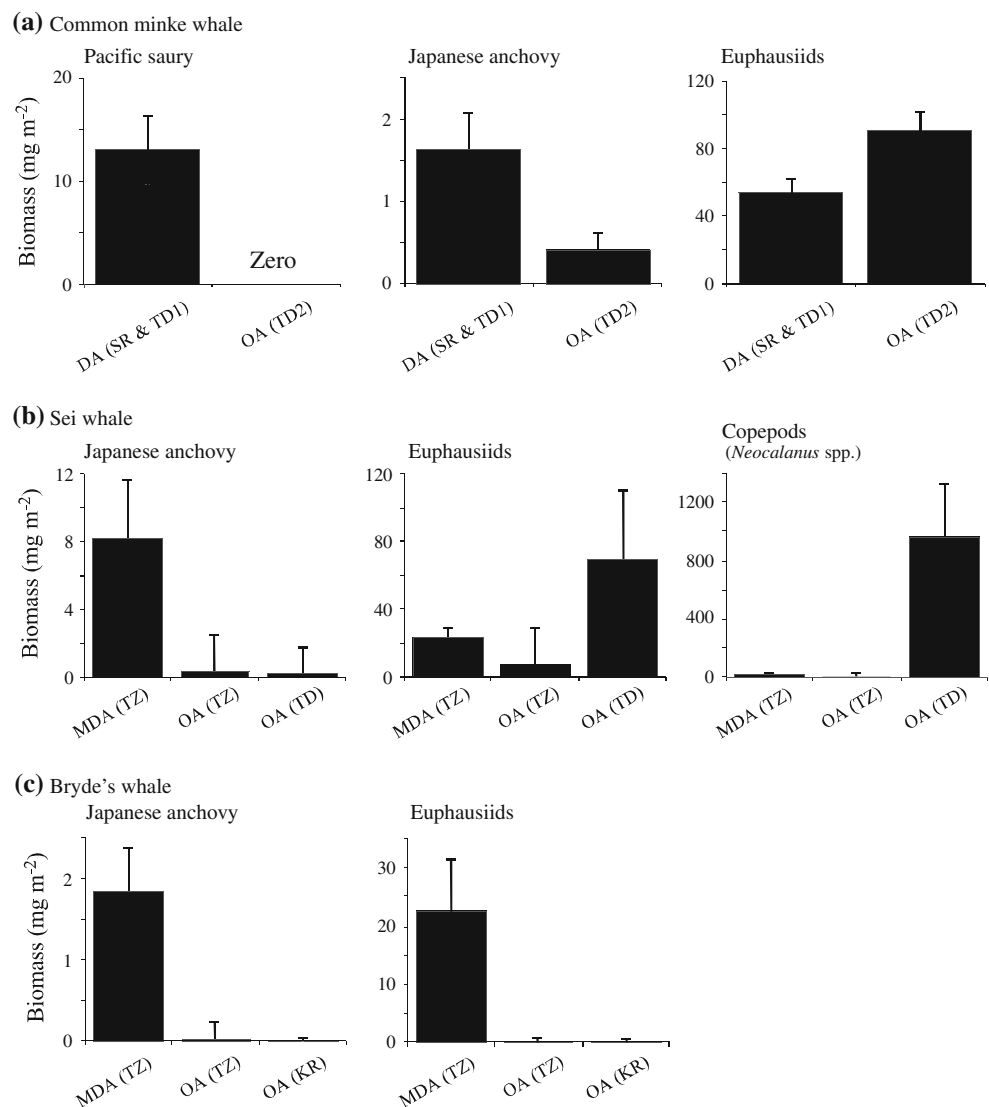 (a) Common minke whale
Pacific saury
Japanese anchovy
Euphausiids
Biomass (mg m-2)
20
10
0
Zero
DA (SR & TD1)
OA (TD2)
2
1
0
DA (SR & TD1)
OA (TD2)
120
80
40
0
DA (SR & TD1)
OA (TD2)
(b) Sei whale
Japanese anchovy
Euphausiids
Copepods
(Neocalanus spp.)
Biomass (mg m-2)
12
8
4
0
MDA (TZ)
OA (TZ)
OA (TD)
120
80
40
0
MDA (TZ)
OA (TZ)
OA (TD)
1200
800
400
0
MDA (TZ)
OA (TZ)
OA (TD)
(c) Bryde's whale
Japanese anchovy
Euphausiids
Biomass (mg m-2)
2
1
0
MDA (TZ)
OA (TZ)
OA (KR)
30
20
10
0
MDA (TZ)
OA (TZ)
OA (KR)